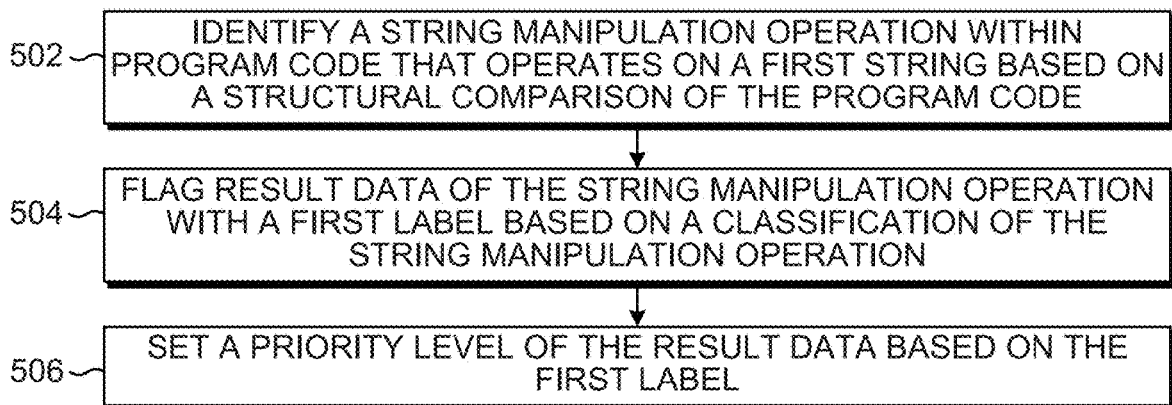 502
IDENTIFY A STRING MANIPULATION OPERATION WITHIN
PROGRAM CODE THAT OPERATES ON A FIRST STRING BASED ON
A STRUCTURAL COMPARISON OF THE PROGRAM CODE
504
FLAG RESULT DATA OF THE STRING MANIPULATION OPERATION
WITH A FIRST LABEL BASED ON A CLASSIFICATION OF THE
STRING MANIPULATION OPERATION
506
SET A PRIORITY LEVEL OF THE RESULT DATA BASED ON THE
FIRST LABEL